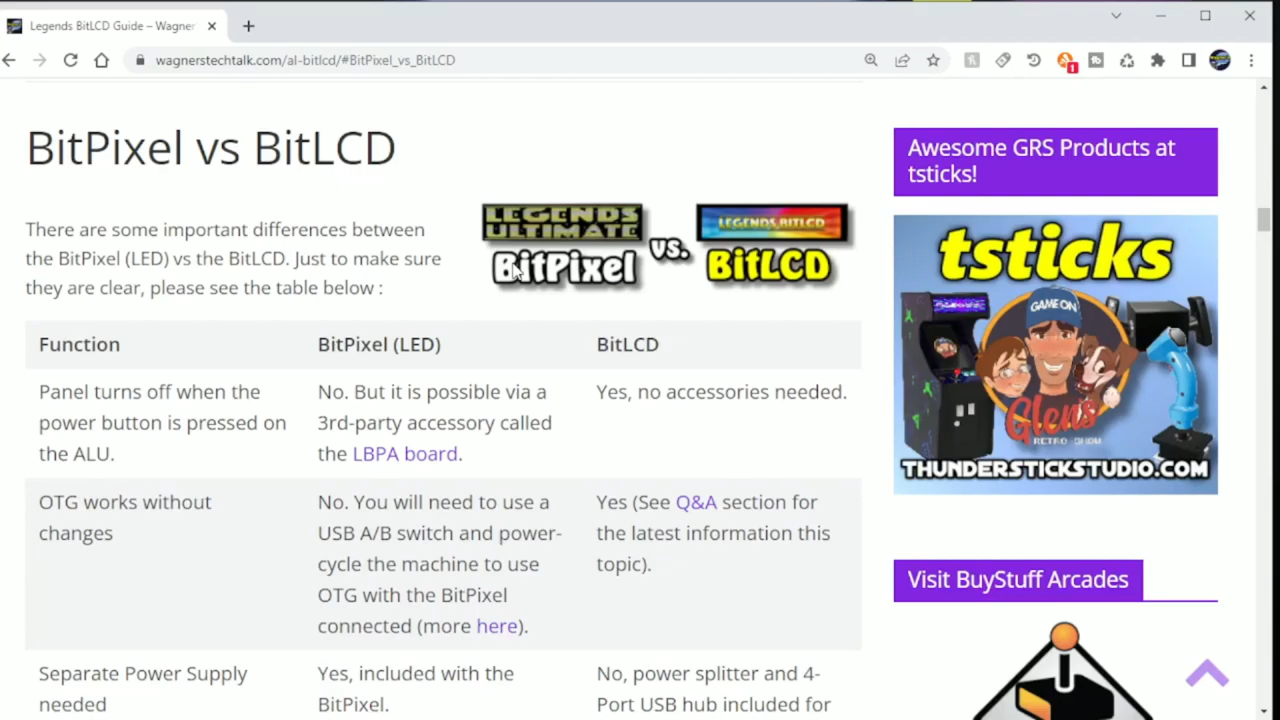 Legends BitLCD Guide – Wagner
wagnerstechtalk.com/al-bitlcd/#BitPixel_vs_BitLCD
1
BitPixel vs BitLCD
There are some important differences between
the BitPixel (LED) vs the BitLCD. Just to make sure
they are clear, please see the table below :
LEGENDS
ULTIMATE
BitPixel
vs.
LEGENDS BITLCD
BitLCD
Function
BitPixel (LED)
BitLCD
Panel turns off when the
power button is pressed on
the ALU.
No. But it is possible via a
3rd-party accessory called
the LBPA board.
Yes, no accessories needed.
OTG works without
changes
No. You will need to use a
USB A/B switch and power-
cycle the machine to use
OTG with the BitPixel
connected (more here).
Yes (See Q&A section for
the latest information this
topic).
Separate Power Supply
needed
Yes, included with the
BitPixel.
No, power splitter and 4-
Port USB hub included for
Awesome GRS Products at
tsticks!
tsticks
GAME ON
Glens
RETRO SHOW
THUNDERSTICKSTUDIO.COM
Visit BuyStuff Arcades